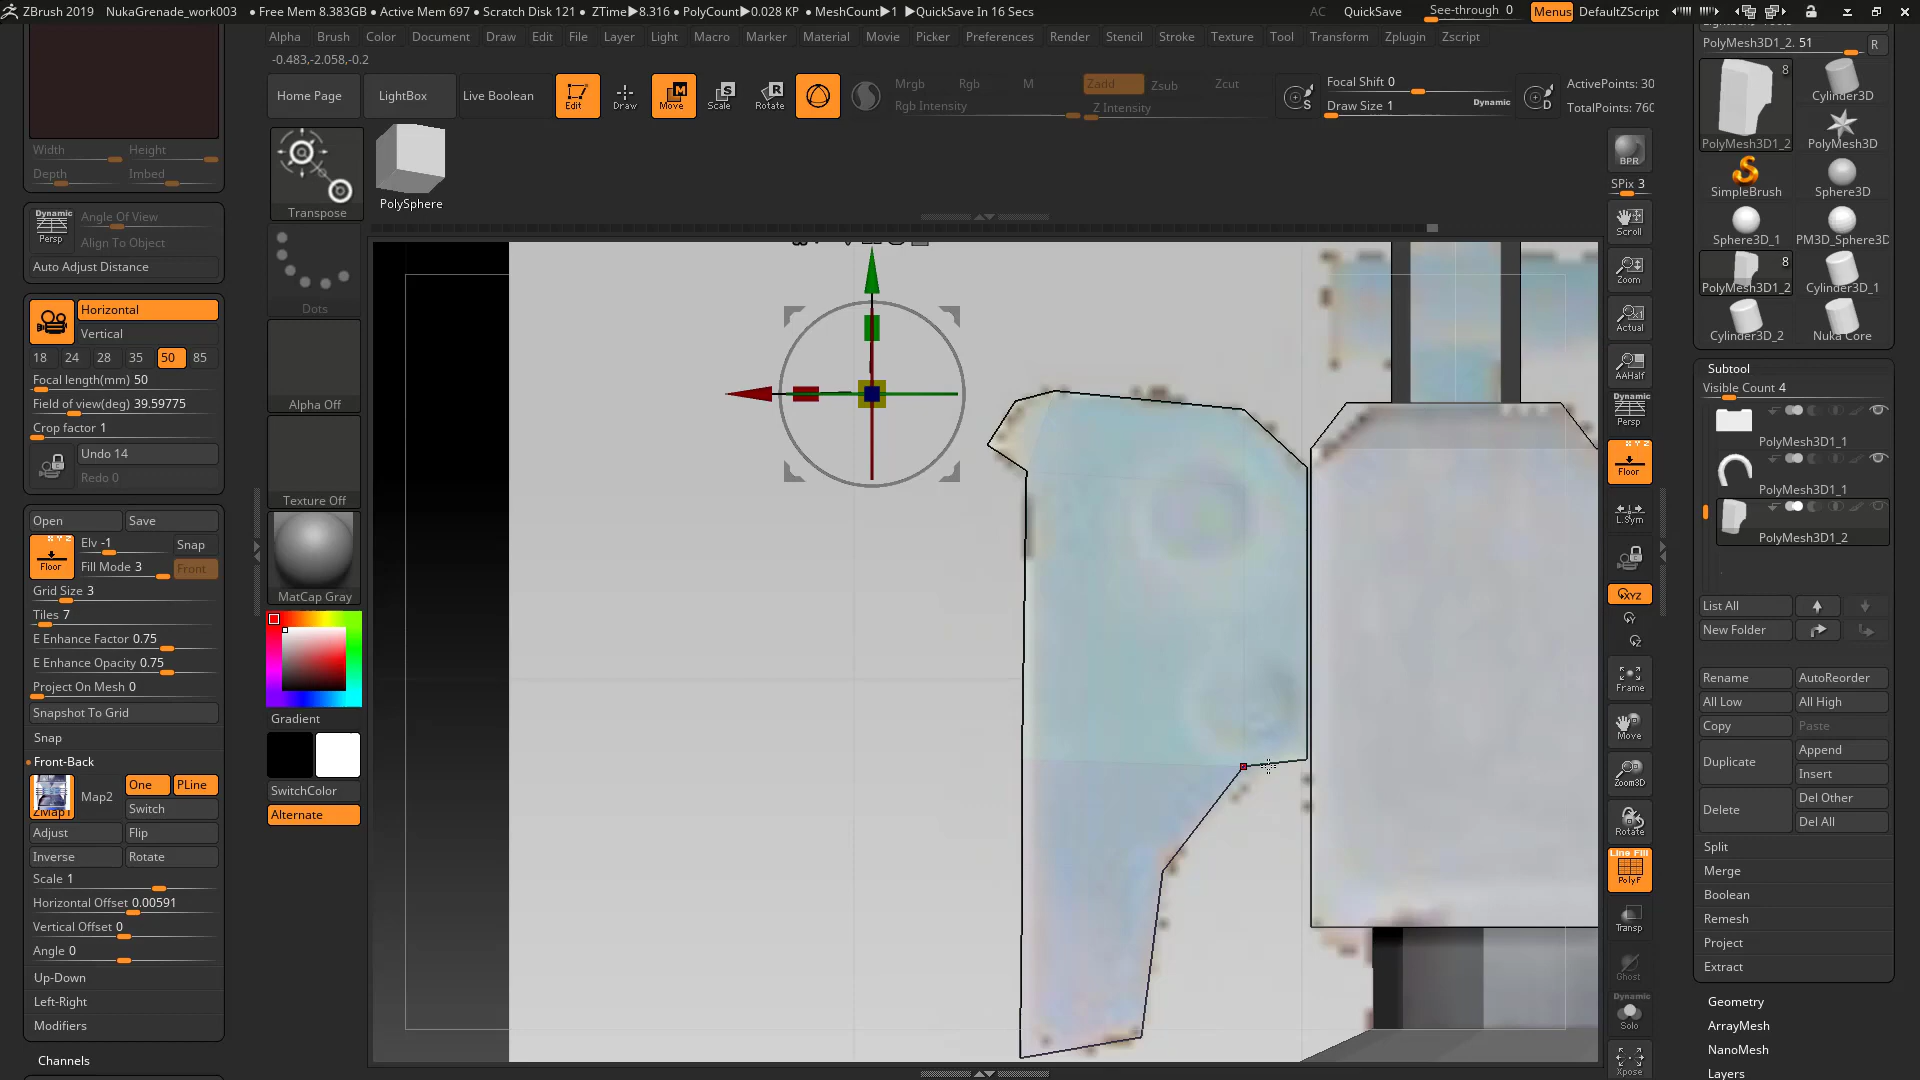 ZBrush 2019 NukaGrenade_work003 • Free Mem 8.383GB • Active Mem 697 • Scratch Disk 121 • ZTime▶8.316 • PolyCount▶0.028 KP • MeshCount▶1 ▶QuickSave In 16 Secs AC QuickSave See-through 0 Menus DefaultZScript
Alpha Brush Color Document Draw Edit File Layer Light Macro Marker Material Movie Picker Preferences Render Stencil Stroke Texture Tool Transform Zplugin Zscript
-0.483,-2.058,-0.2
Home Page LightBox Live Boolean Edit Draw Move Scale Rotate
Mrgb Rgb M Zadd Zsub Zcut
Rgb Intensity Z Intensity
Focal Shift 0
Draw Size 1 Dynamic
ActivePoints: 30
TotalPoints: 760
Width Height
Depth Imbed
Dynamic
Persp
Angle Of View
Align To Object
Auto Adjust Distance
Horizontal
Vertical
18 24 28 35 50 85
Focal length(mm) 50
Field of view(deg) 39.59775
Crop factor 1
Undo 14
Redo 0
Open Save
Floor
Elv -1 Snap
Fill Mode 3 Front
Grid Size 3
Tiles 7
E Enhance Factor 0.75
E Enhance Opacity 0.75
Project On Mesh 0
Snapshot To Grid
Snap
Front-Back
Map2 One PLine
Switch
ZMap1
Adjust Flip
Inverse Rotate
Scale 1
Horizontal Offset 0.00591
Vertical Offset 0
Angle 0
Up-Down
Left-Right
Modifiers
Channels
Transpose
PolySphere
Dots
Alpha Off
Texture Off
MatCap Gray
Gradient
SwitchColor
Alternate
BPR
SPix 3
Scroll
Zoom
Actual
AAHalf
Persp
X Y Z
Floor
L.Sym
XYZ
Frame
Move
Zoom3D
Rotate
Line Fill
PolyF
Transp
Ghost
Dynamic
Solo
Xpose
PolyMesh3D1_2. 51 R
8
PolyMesh3D1_2
Cylinder3D
PolyMesh3D
SimpleBrush Sphere3D
Sphere3D_1 PM3D_Sphere3D
8
PolyMesh3D1_2 Cylinder3D_1
Cylinder3D_2 Nuka Core
Subtool
Visible Count 4
PolyMesh3D1_1
PolyMesh3D1_1
PolyMesh3D1_2
List All
New Folder
Rename AutoReorder
All Low All High
Copy Paste
Duplicate Append
Insert
Delete Del Other
Del All
Split
Merge
Boolean
Remesh
Project
Extract
Geometry
ArrayMesh
NanoMesh
Layers